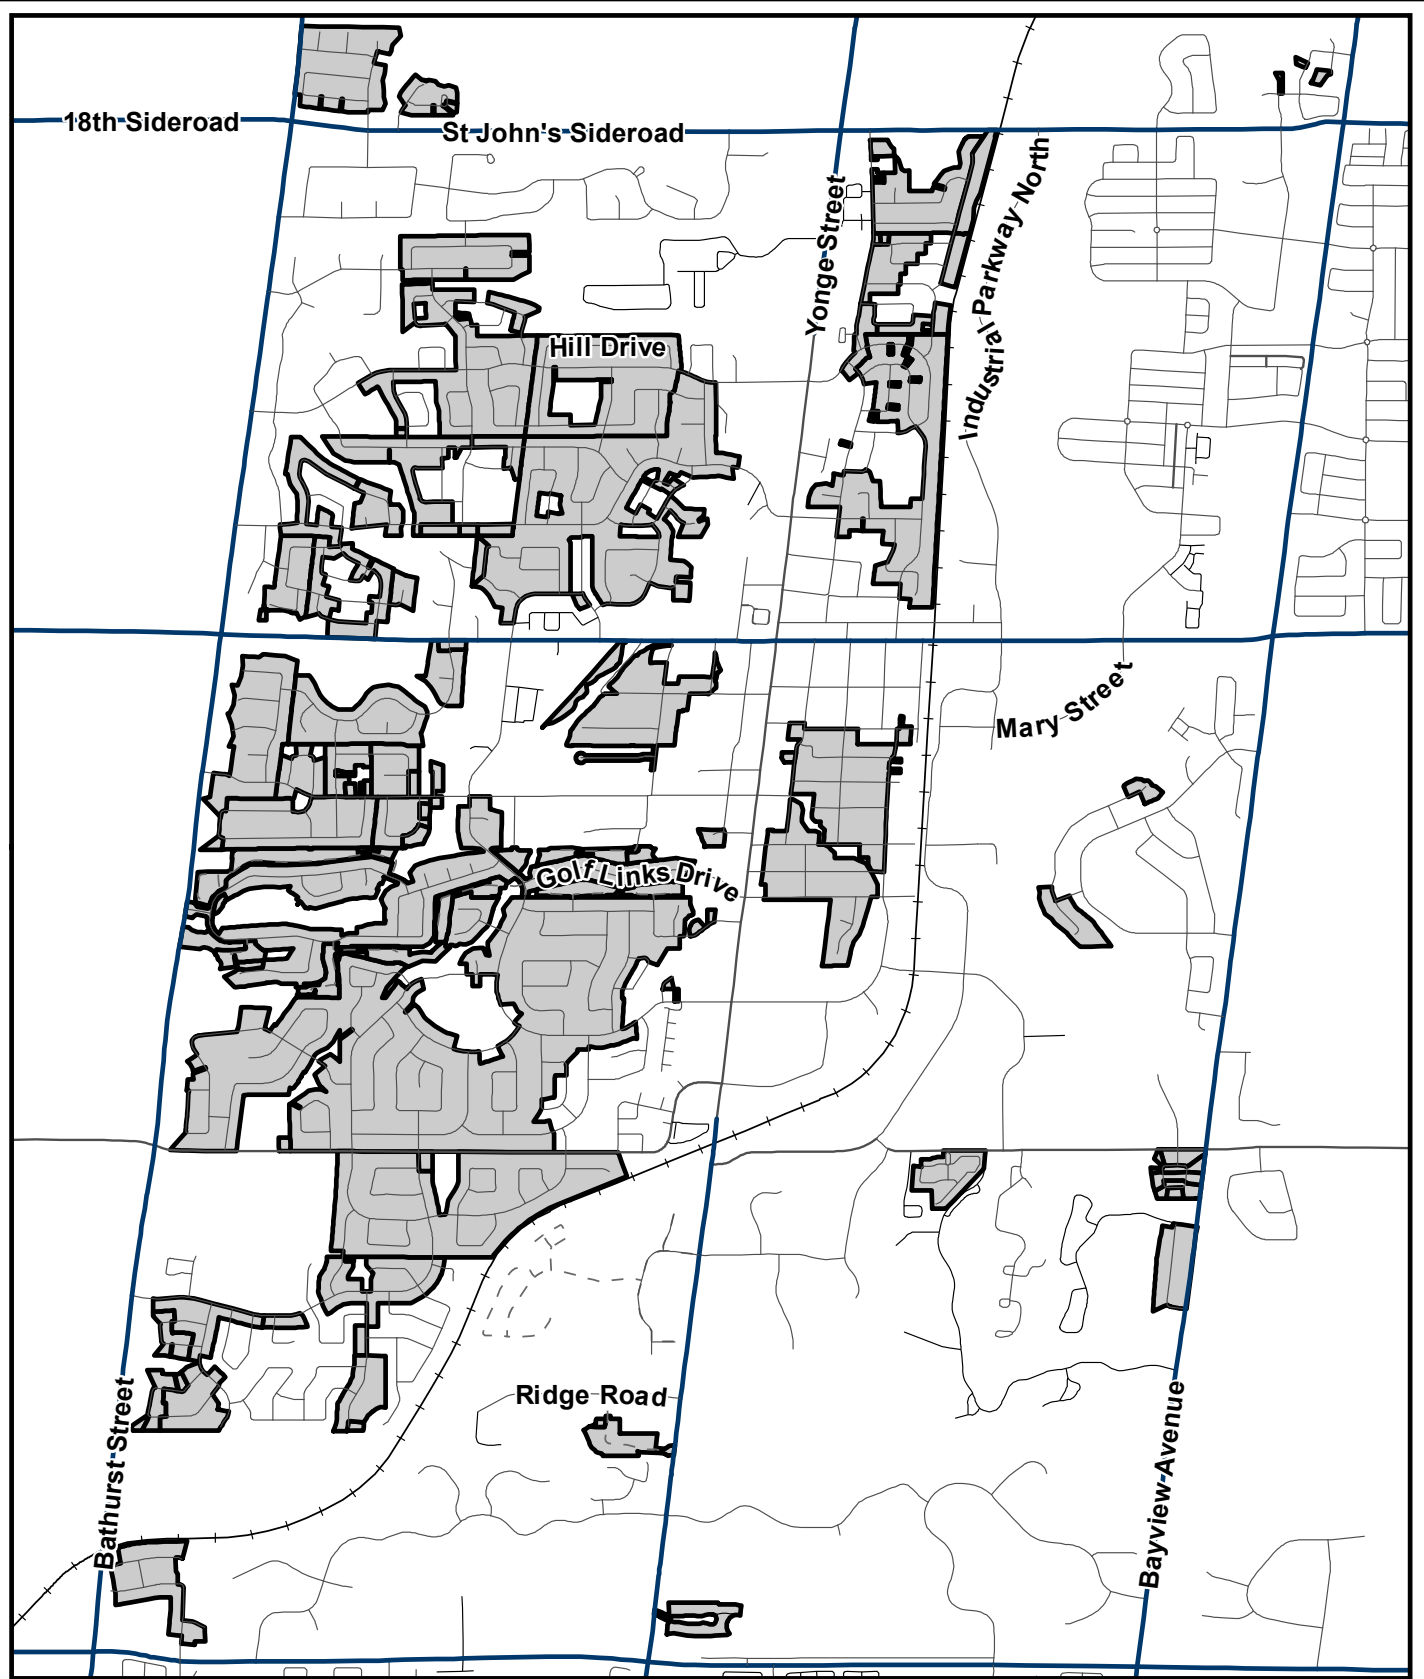 18th Sideroad
St John's Sideroad
Yonge Street
Industrial Parkway North
Hill Drive
Mary Street
Golf Links Drive
Ridge Road
Bathurst Street
Bayview Avenue